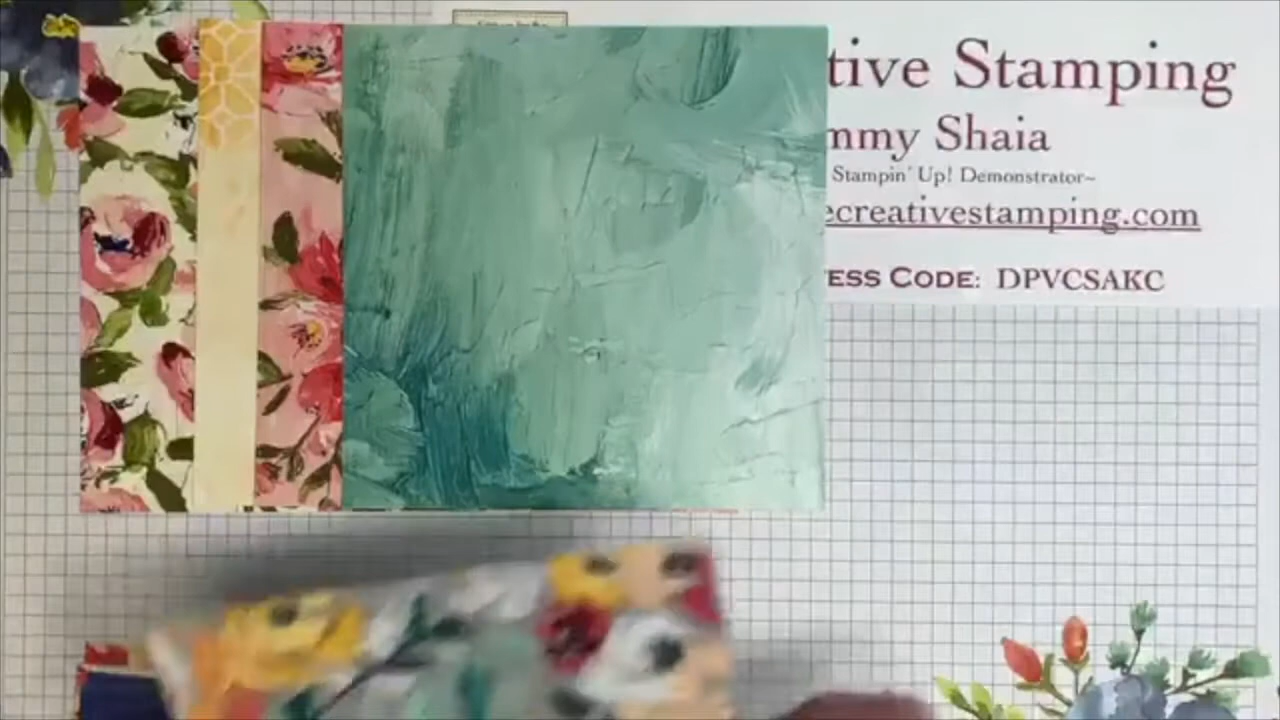 tive Stamping
mmy Shaia
Stampin' Up! Demonstrator~
ecreativestamping.com
ESS CODE: DPVCSAKC